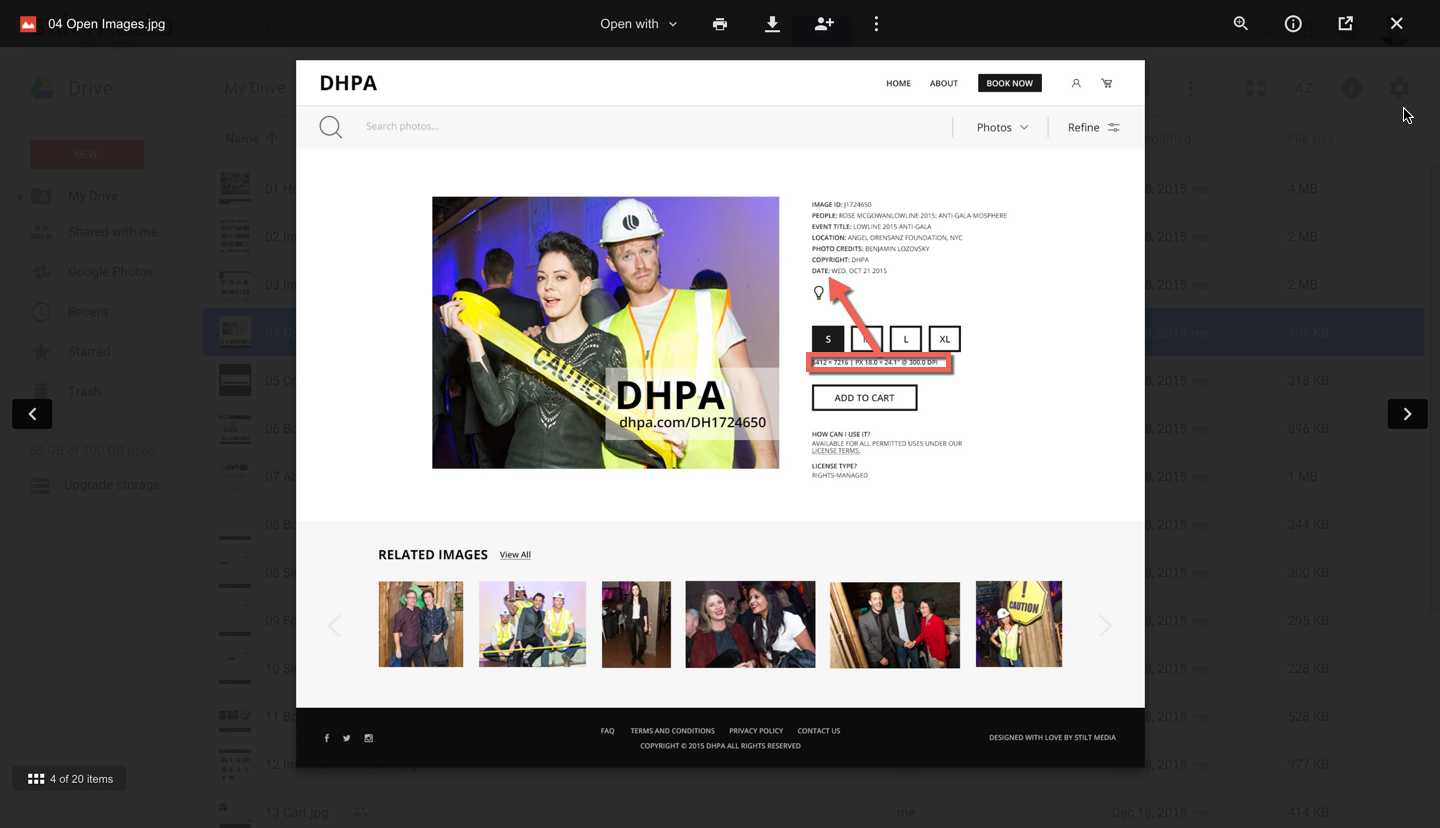 04 Open Images.jpg
Open with
Drive
My Drive
NEW
My Drive
Shared with me
Google Photos
Recent
Starred
Trash
58 GB of 100 GB used
Upgrade storage
4 of 20 items
Name
File size
01
4 MB
02
2 MB
03
2 MB
04
906 KB
05
318 KB
06
896 KB
07
1 MB
08
344 KB
08
300 KB
09
295 KB
10
228 KB
11
528 KB
12
977 KB
13 Cart.jpg
me
Dec 18, 2015 me
414 KB
DHPA
HOME
ABOUT
BOOK NOW
Search photos...
Photos
Refine
CAUTION
DHPA
dhpa.com/DH1724650
IMAGE ID: J1724650
PEOPLE: ROSE MCGOWANLOWLINE 2015: ANTI-GALA-MOSPHERE
EVENT TITLE: LOWLINE 2015 ANTI-GALA
LOCATION: ANGEL ORENSANZ FOUNDATION, NYC
PHOTO CREDITS: BENJAMIN LOZOVSKY
COPYRIGHT: DHPA
DATE: WED, OCT 21 2015
S
L
XL
5412 × 7216 | PX 18.0 × 24.1" @ 300.0 DPI
ADD TO CART
HOW CAN I USE IT?
AVAILABLE FOR ALL PERMITTED USES UNDER OUR
LICENSE TERMS.
LICENSE TYPE?
RIGHTS-MANAGED
RELATED IMAGES
View All
CAUTION
FAQ
TERMS AND CONDITIONS
PRIVACY POLICY
CONTACT US
COPYRIGHT © 2015 DHPA ALL RIGHTS RESERVED
DESIGNED WITH LOVE BY STILT MEDIA